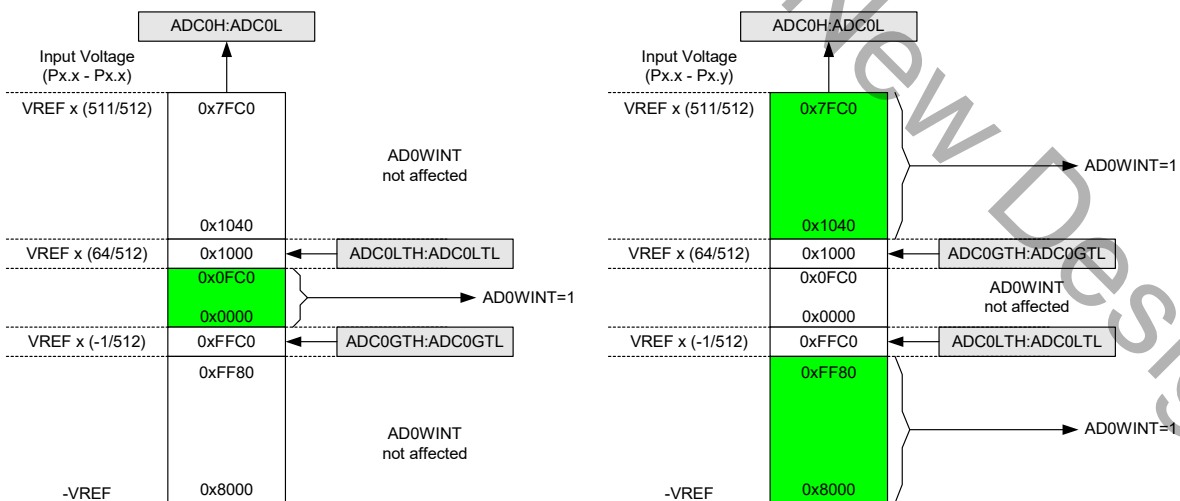 ADC0H:ADC0L
Input Voltage
(Px.x - Px.x)
VREF x (511/512)
0x7FC0
AD0WINT
not affected
0x1040
VREF x (64/512)
0x1000
ADC0LTH:ADC0LTL
0x0FC0
AD0WINT=1
0x0000
VREF x (-1/512)
0xFFC0
ADC0GTH:ADC0GTL
0xFF80
AD0WINT
not affected
-VREF
0x8000
ADC0H:ADC0L
Input Voltage
(Px.x - Px.y)
VREF x (511/512)
0x7FC0
AD0WINT=1
0x1040
VREF x (64/512)
0x1000
ADC0GTH:ADC0GTL
0x0FC0
AD0WINT
not affected
0x0000
VREF x (-1/512)
0xFFC0
ADC0LTH:ADC0LTL
0xFF80
AD0WINT=1
-VREF
0x8000
New Desig